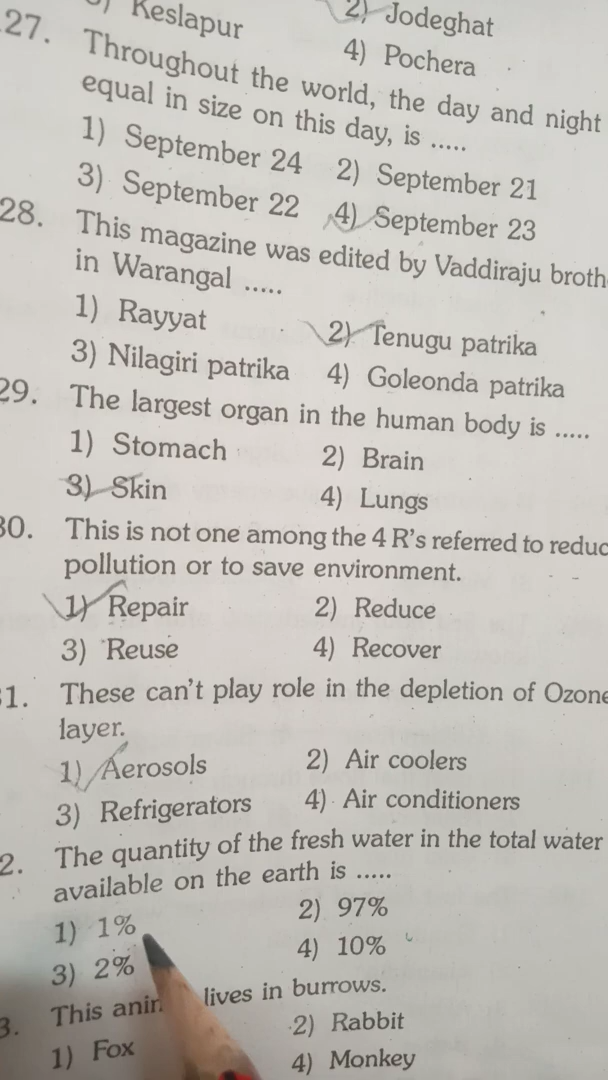 Keslapur 2) Jodeghat
4) Pochera
27. Throughout the world, the day and night
equal in size on this day, is .....
1) September 24 2) September 21
3) September 22 4) September 23
28. This magazine was edited by Vaddiraju broth
in Warangal .....
1) Rayyat 2) Tenugu patrika
3) Nilagiri patrika 4) Goleonda patrika
29. The largest organ in the human body is .....
1) Stomach 2) Brain
3) Skin 4) Lungs
30. This is not one among the 4 R's referred to reduc
pollution or to save environment.
1) Repair 2) Reduce
3) Reuse 4) Recover
31. These can't play role in the depletion of Ozone
layer.
1) Aerosols 2) Air coolers
3) Refrigerators 4) Air conditioners
2. The quantity of the fresh water in the total water
available on the earth is .....
1) 1% 2) 97%
3) 2% 4) 10%
3. This anim lives in burrows.
1) Fox 2) Rabbit
4) Monkey